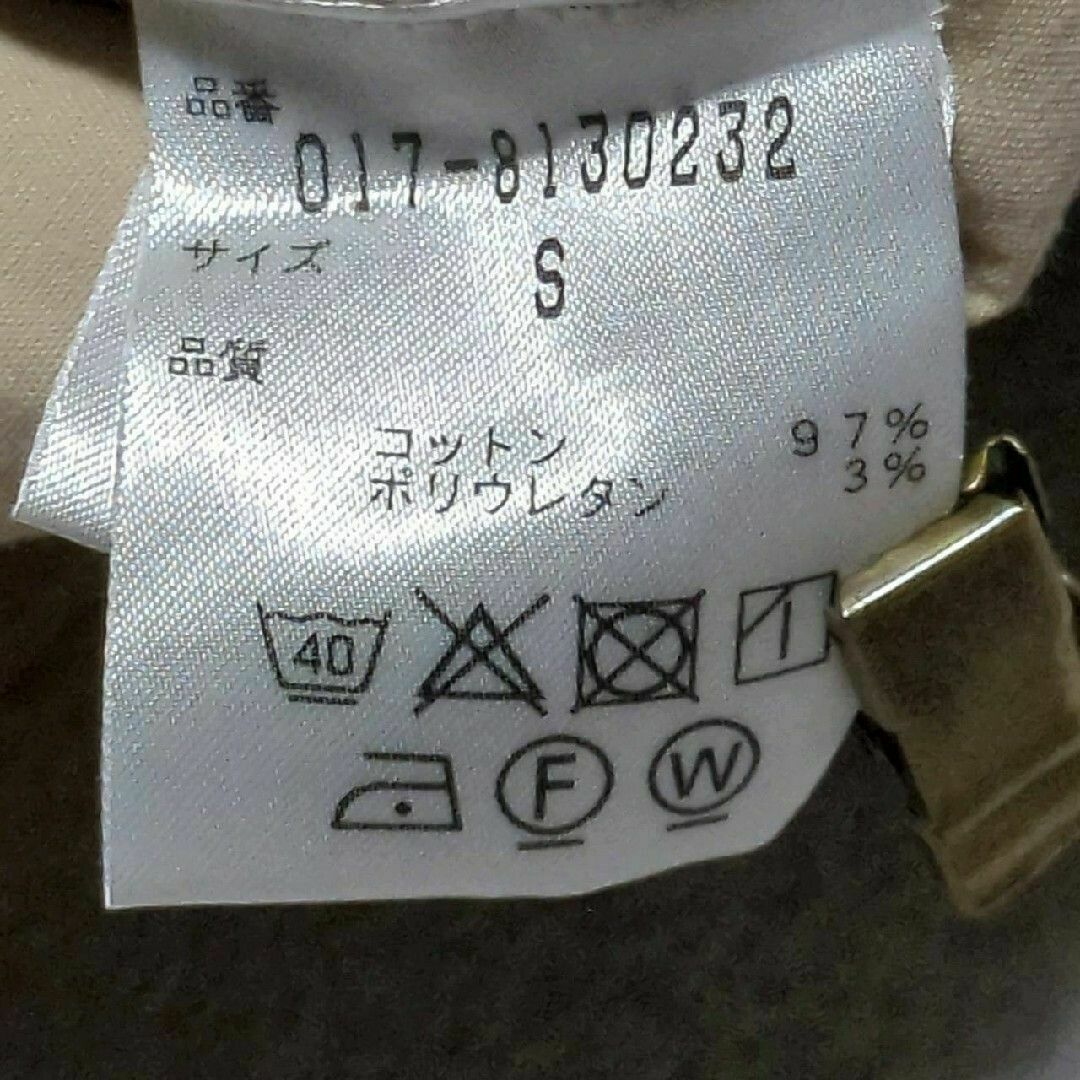 品番
017-8130232
サイズ S
品質
コットン 97%
ポリウレタン 3%
40
F W